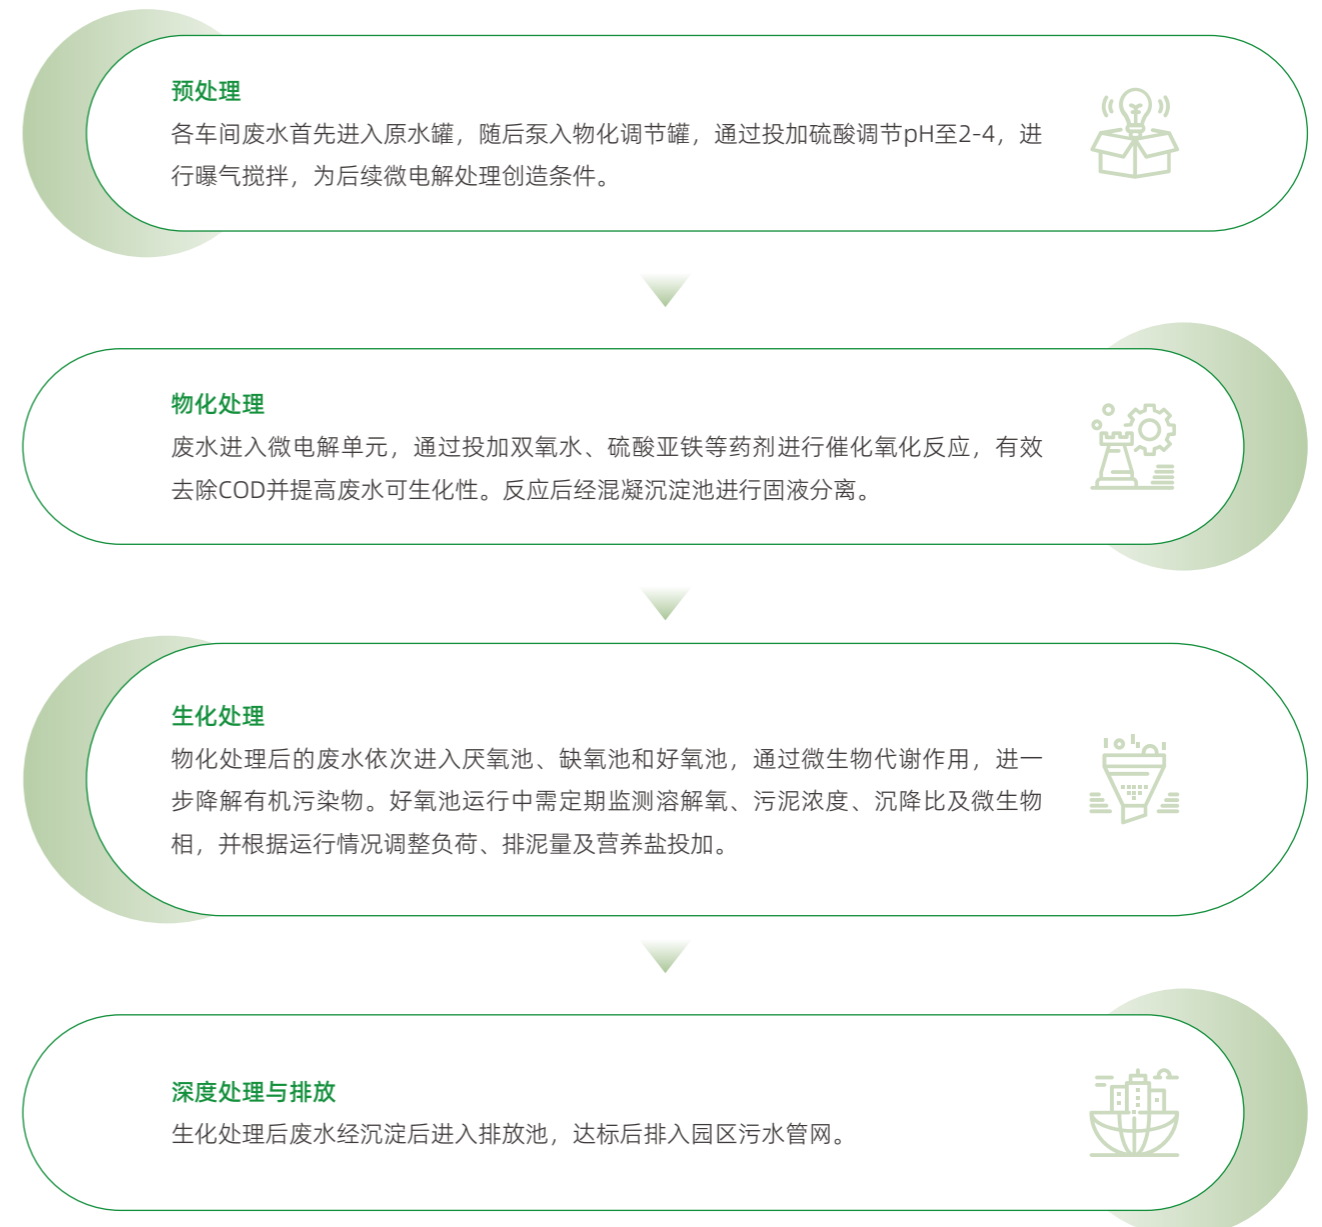 预处理
各车间废水首先进入原水罐，随后泵入物化调节罐，通过投加硫酸调节pH至2-4，进
行曝气搅拌，为后续微电解处理创造条件。
物化处理
废水进入微电解单元，通过投加双氧水、硫酸亚铁等药剂进行催化氧化反应，有效
去除COD并提高废水可生化性。反应后经混凝沉淀池进行固液分离。
生化处理
物化处理后的废水依次进入厌氧池、缺氧池和好氧池，通过微生物代谢作用，进一
步降解有机污染物。好氧池运行中需定期监测溶解氧、污泥浓度、沉降比及微生物
相，并根据运行情况调整负荷、排泥量及营养盐投加。
深度处理与排放
生化处理后废水经沉淀后进入排放池，达标后排入园区污水管网。